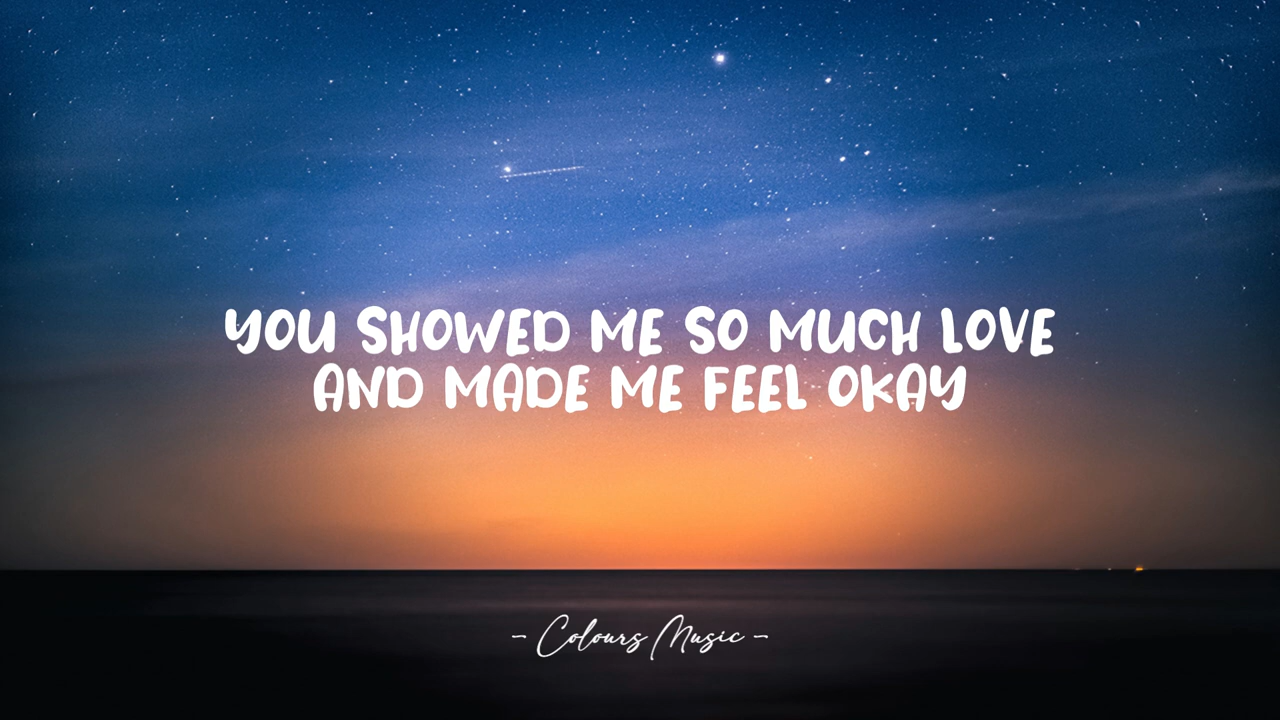 YOU SHOWED ME SO MUCH LOVE
AND MADE ME FEEL OKAY
- Colours Music -